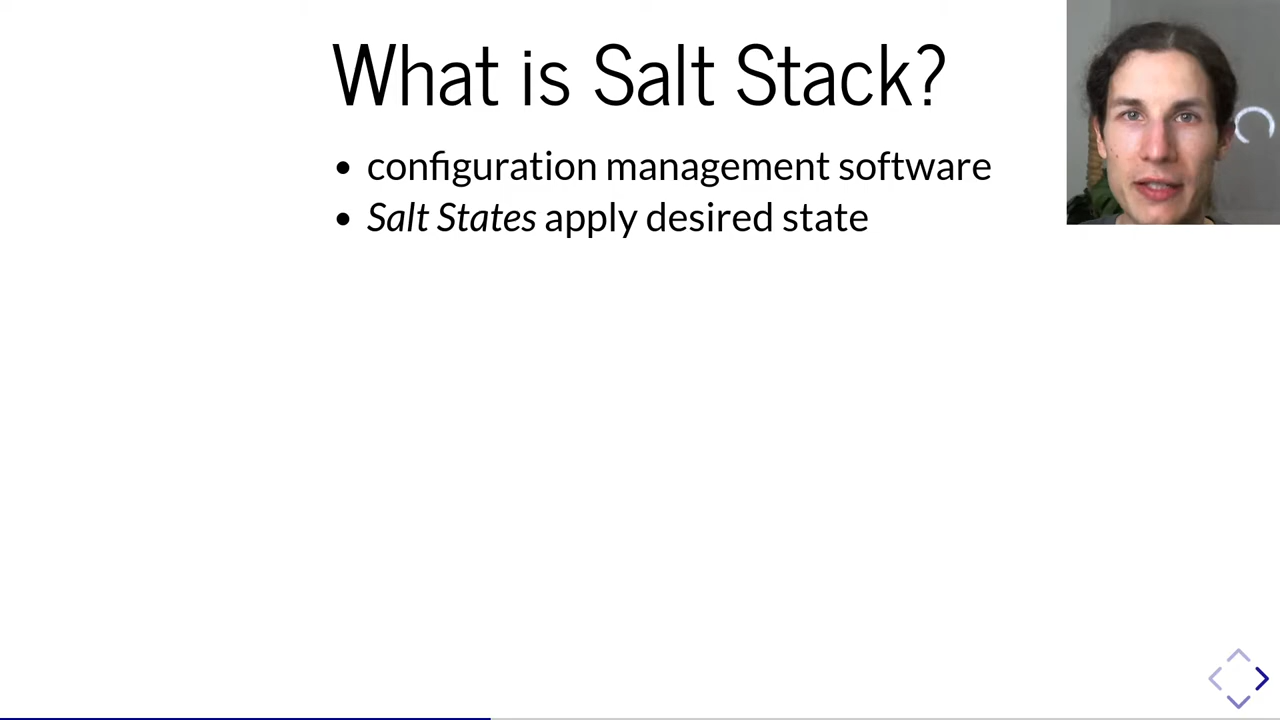 What is Salt Stack?
• configuration management software
• Salt States apply desired state